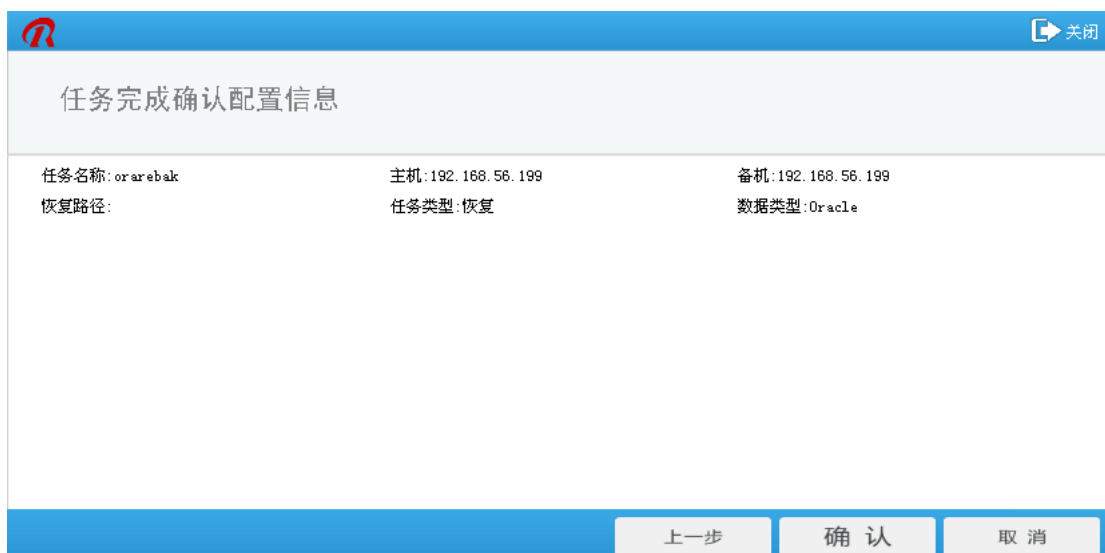 关闭
任务完成确认配置信息
任务名称:orarebak 主机:192.168.56.199 备机:192.168.56.199
恢复路径: 任务类型:恢复 数据类型:Oracle
上一步 确 认 取 消